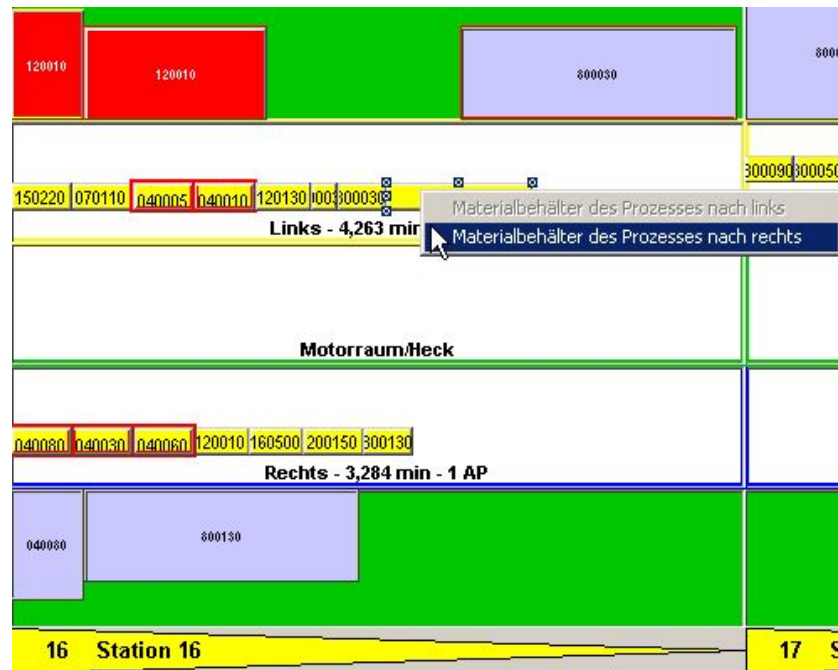 120010 120010 800030
150220 070110 040005 040010 120130 300030 300090 300050
Materialbehälter des Prozesses nach links
Links - 4,263 min
Materialbehälter des Prozesses nach rechts
Motorraum/Heck
040080 040030 040060 120010 160500 200150 300130
Rechts - 3,284 min - 1 AP
040080 800130
16 Station 16 17